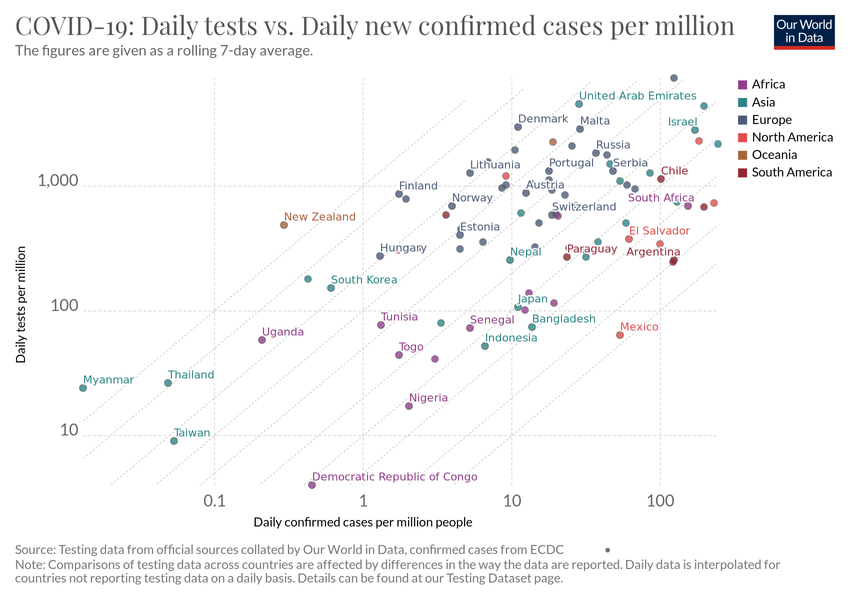 COVID-19: Daily tests vs. Daily new confirmed cases per million
The figures are given as a rolling 7-day average.
Our World
in Data
Africa
Asia
Europe
North America
Oceania
South America
United Arab Emirates
Denmark
Malta
Israel
Russia
Lithuania
Portugal
Serbia
Chile
1,000
Finland
Austria
Norway
Switzerland
South Africa
New Zealand
Estonia
El Salvador
Hungary
Nepal
Paraguay
Argentina
South Korea
100
Japan
Tunisia
Senegal
Bangladesh
Mexico
Uganda
Indonesia
Togo
Myanmar
Thailand
Nigeria
10
Taiwan
Democratic Republic of Congo
Daily tests per million
0.1
1
10
100
Daily confirmed cases per million people
Source: Testing data from official sources collated by Our World in Data, confirmed cases from ECDC
Note: Comparisons of testing data across countries are affected by differences in the way the data are reported. Daily data is interpolated for
countries not reporting testing data on a daily basis. Details can be found at our Testing Dataset page.